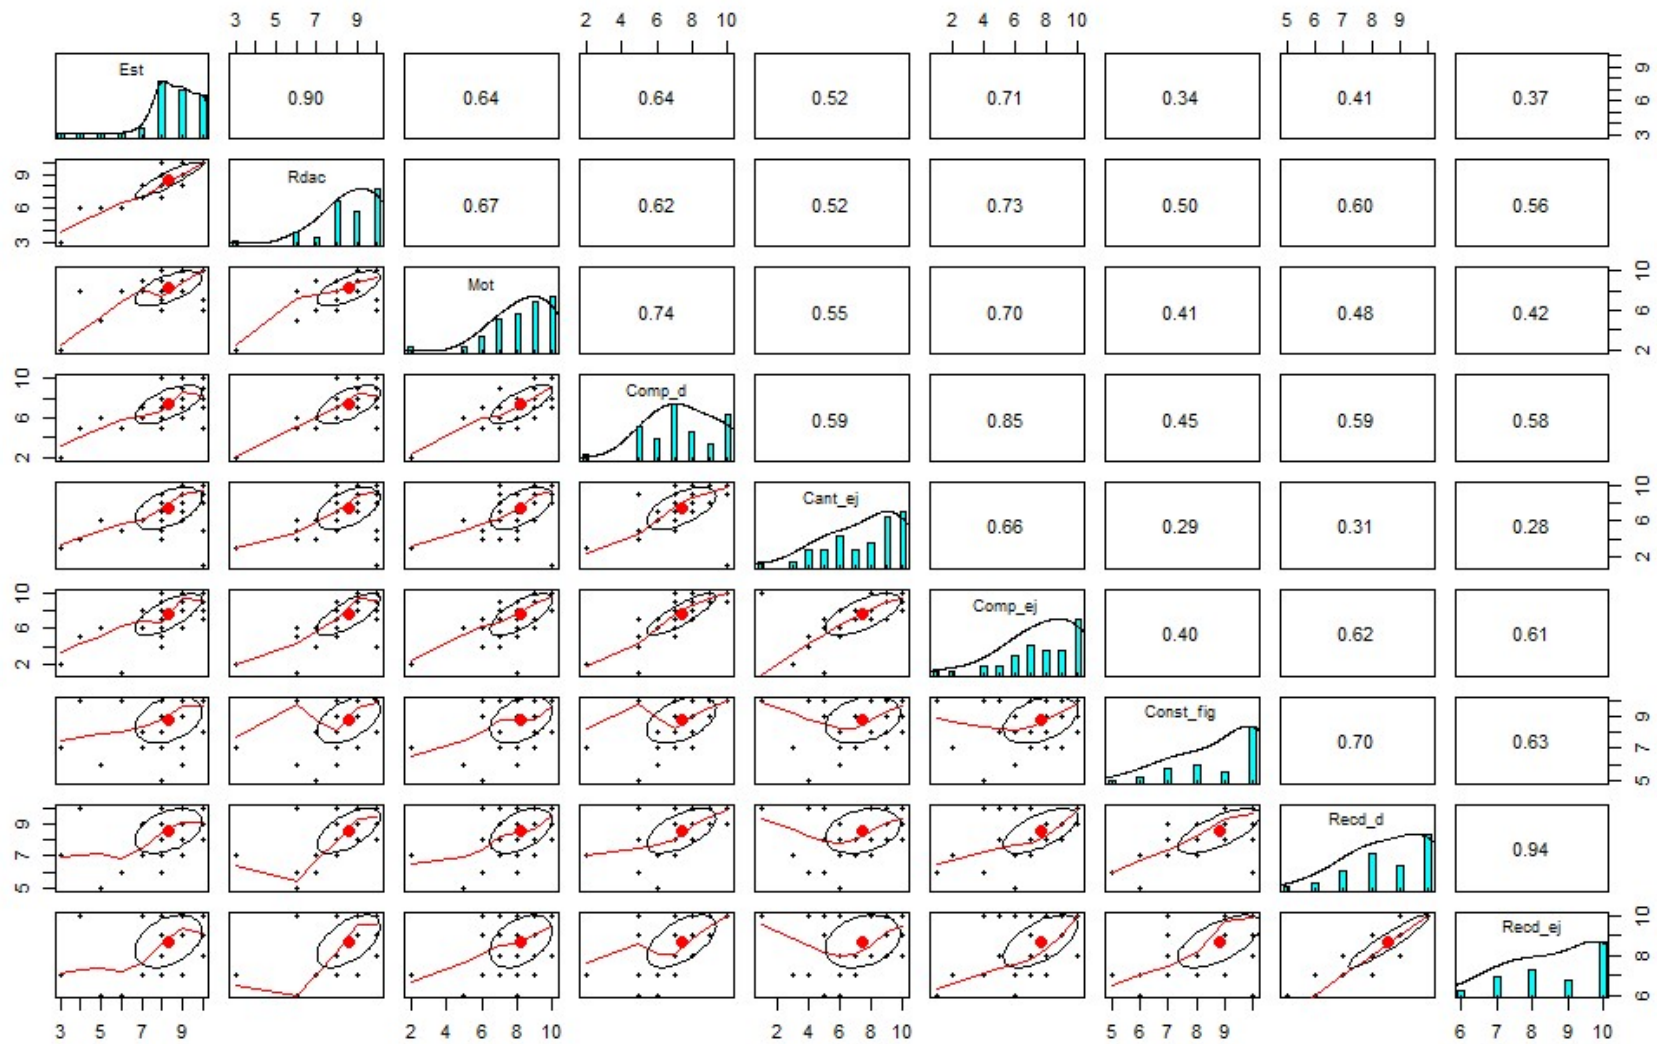 3 5 7 9 2 4 6 8 10 2 4 6 8 10 5 6 7 8 9
Est 0.90 0.64 0.64 0.52 0.71 0.34 0.41 0.37 3 6 9
3 6 9 Rdac 0.67 0.62 0.52 0.73 0.50 0.60 0.56
Mot 0.74 0.55 0.70 0.41 0.48 0.42 2 6 10
2 6 10 Comp_d 0.59 0.85 0.45 0.59 0.58
Cant_ej 0.66 0.29 0.31 0.28 2 6 10
2 6 10 Comp_ej 0.40 0.62 0.61
Const_fig 0.70 0.63 5 7 9
5 7 9 Recd_d 0.94
Recd_ej 6 8 10
3 5 7 9 2 4 6 8 10 2 4 6 8 10 5 6 7 8 9 6 7 8 9 10